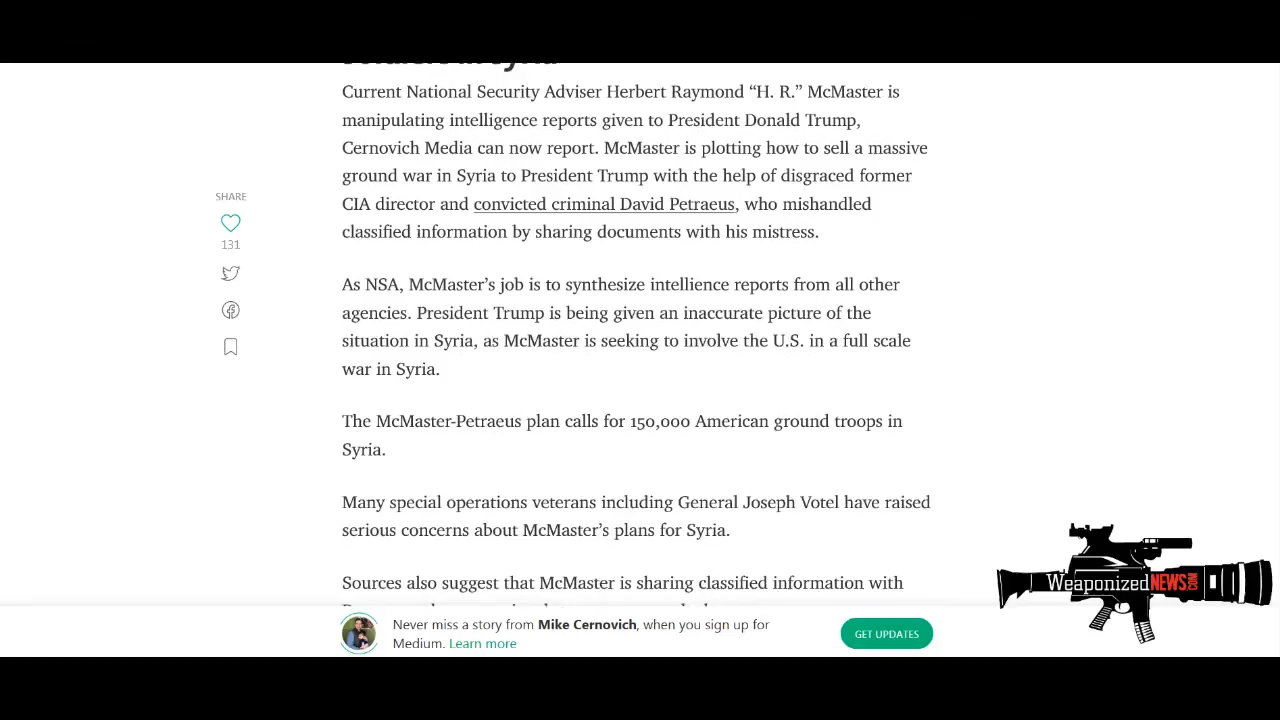 Current National Security Adviser Herbert Raymond “H. R.” McMaster is
manipulating intelligence reports given to President Donald Trump,
Cernovich Media can now report. McMaster is plotting how to sell a massive
ground war in Syria to President Trump with the help of disgraced former
CIA director and convicted criminal David Petraeus, who mishandled
classified information by sharing documents with his mistress.
SHARE
131
As NSA, McMaster’s job is to synthesize intellience reports from all other
agencies. President Trump is being given an inaccurate picture of the
situation in Syria, as McMaster is seeking to involve the U.S. in a full scale
war in Syria.
The McMaster-Petraeus plan calls for 150,000 American ground troops in
Syria.
Many special operations veterans including General Joseph Votel have raised
serious concerns about McMaster’s plans for Syria.
Sources also suggest that McMaster is sharing classified information with
Never miss a story from Mike Cernovich, when you sign up for
Medium. Learn more
GET UPDATES
WeaponizedNEWS.COM